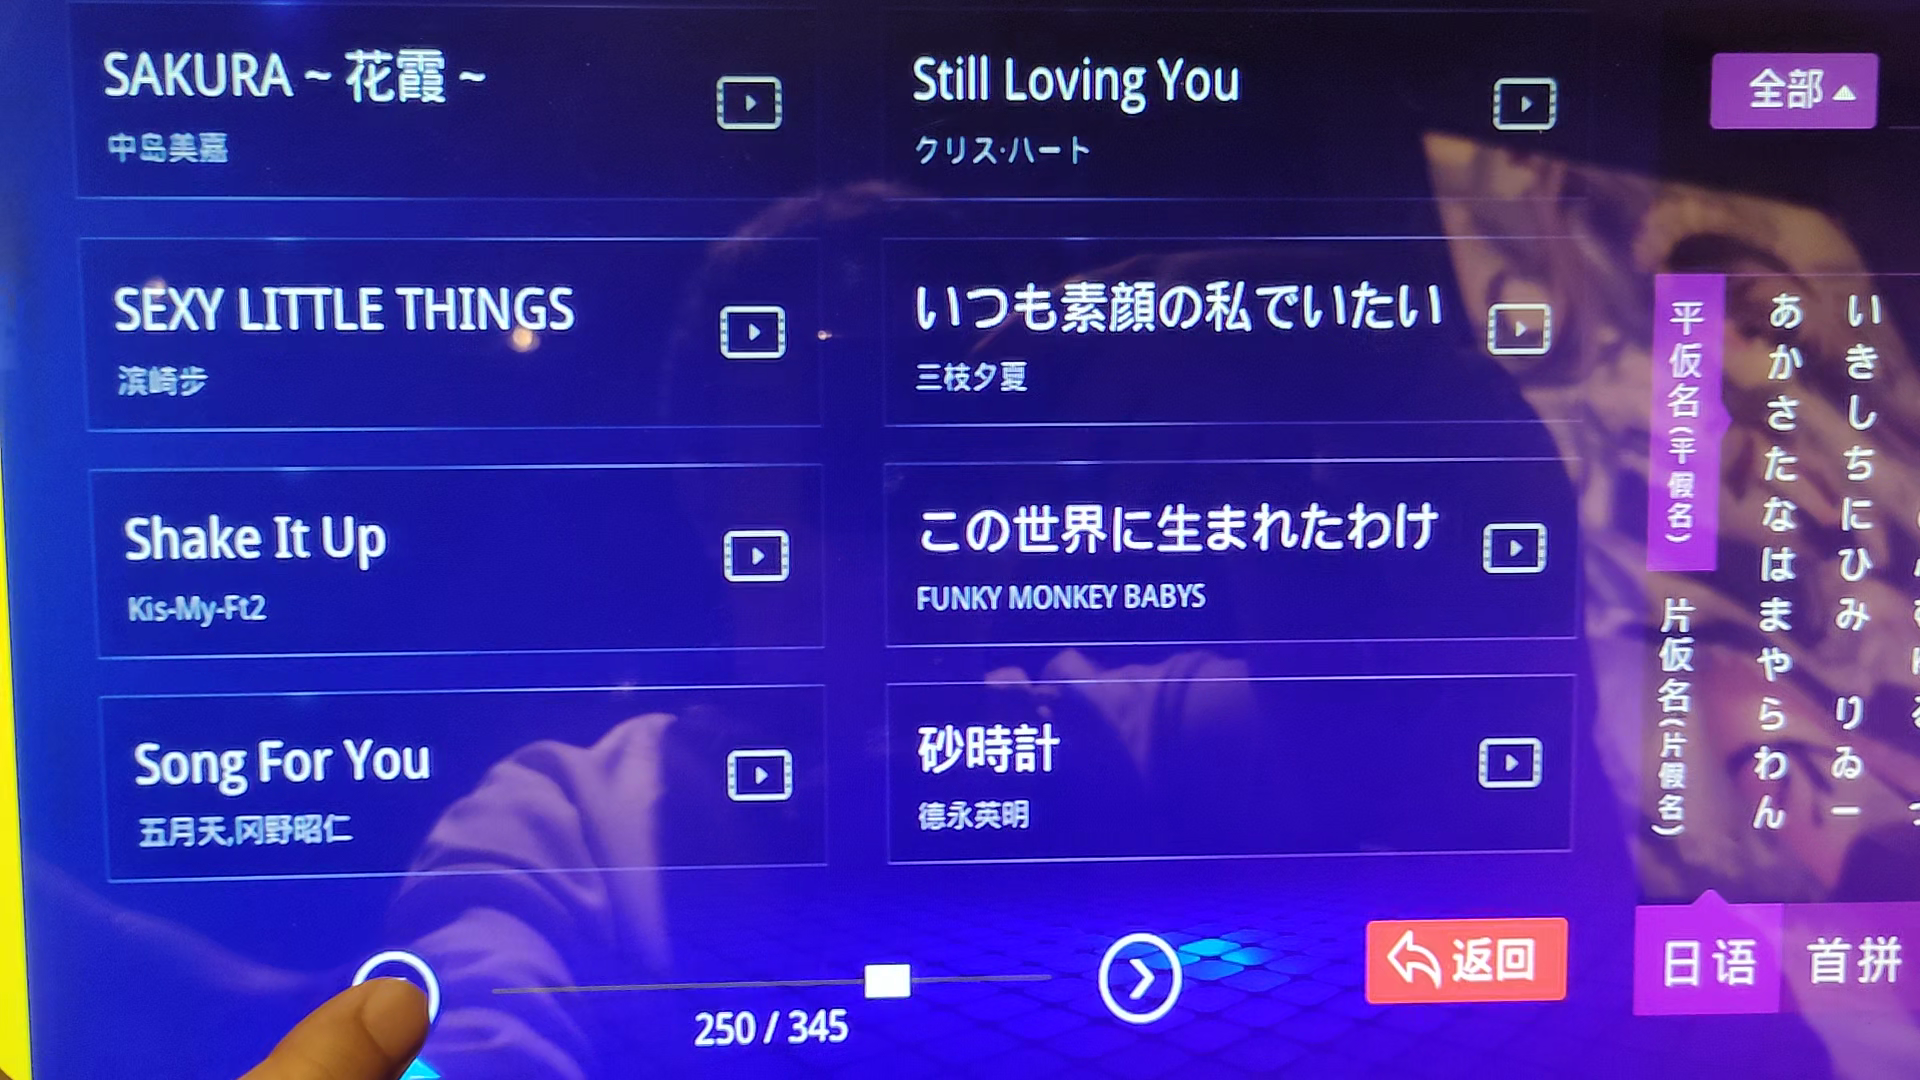 SAKURA ~ 花霞 ~
中岛美嘉
Still Loving You
クリス·ハート
SEXY LITTLE THINGS
滨崎步
いつも素顔の私でいたい
三枝夕夏
Shake It Up
Kis-My-Ft2
この世界に生まれたわけ
FUNKY MONKEY BABYS
Song For You
五月天,冈野昭仁
砂時計
德永英明
250 / 345
返回
全部
平仮名(平假名)
片仮名(片假名)
あかさたなはまやらわん
いきしちにひみ りゐー
日语
首拼